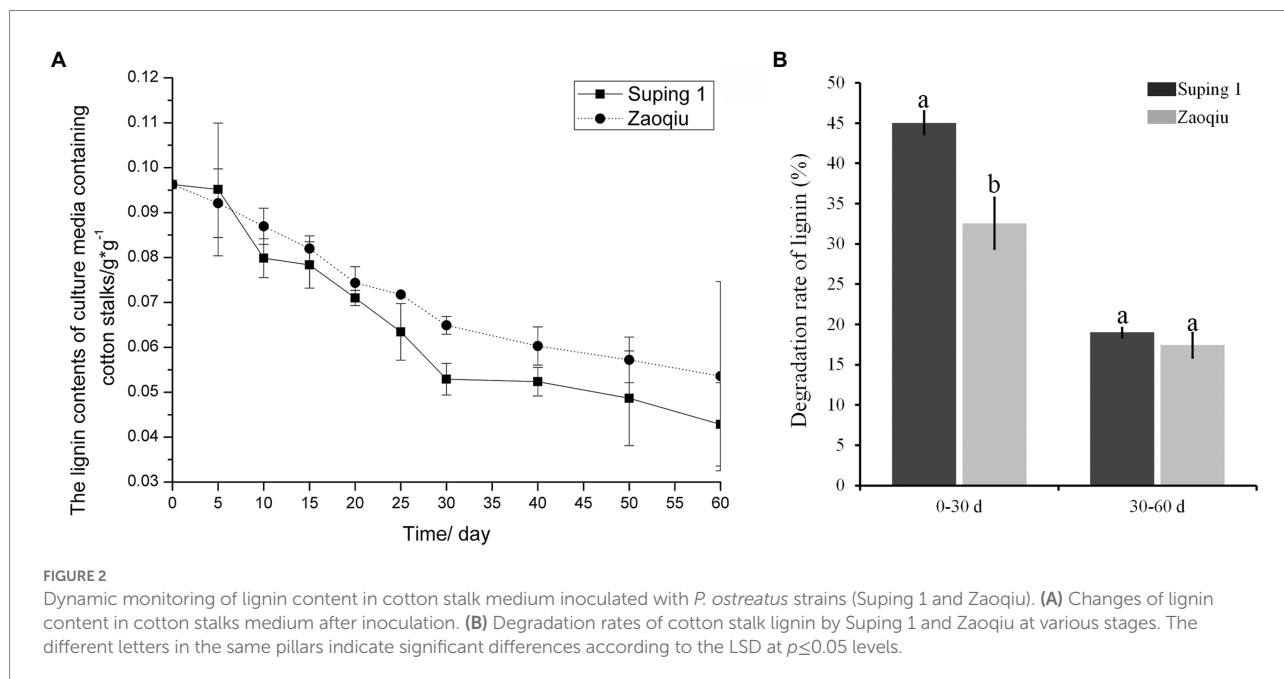 A
The lignin contents of culture media containing
cotton stalks/g*g-1
0.12
0.11
0.10
0.09
0.08
0.07
0.06
0.05
0.04
0.03
Suping 1
Zaoqiu
0 5 10 15 20 25 30 35 40 45 50 55 60
Time/ day
B
Degradation rate of lignin (%)
50
45
40
35
30
25
20
15
10
5
0
Suping 1
Zaoqiu
a
b
a
a
0-30 d
30-60 d
FIGURE 2
Dynamic monitoring of lignin content in cotton stalk medium inoculated with P. ostreatus strains (Suping 1 and Zaoqiu). (A) Changes of lignin
content in cotton stalks medium after inoculation. (B) Degradation rates of cotton stalk lignin by Suping 1 and Zaoqiu at various stages. The
different letters in the same pillars indicate significant differences according to the LSD at p≤0.05 levels.